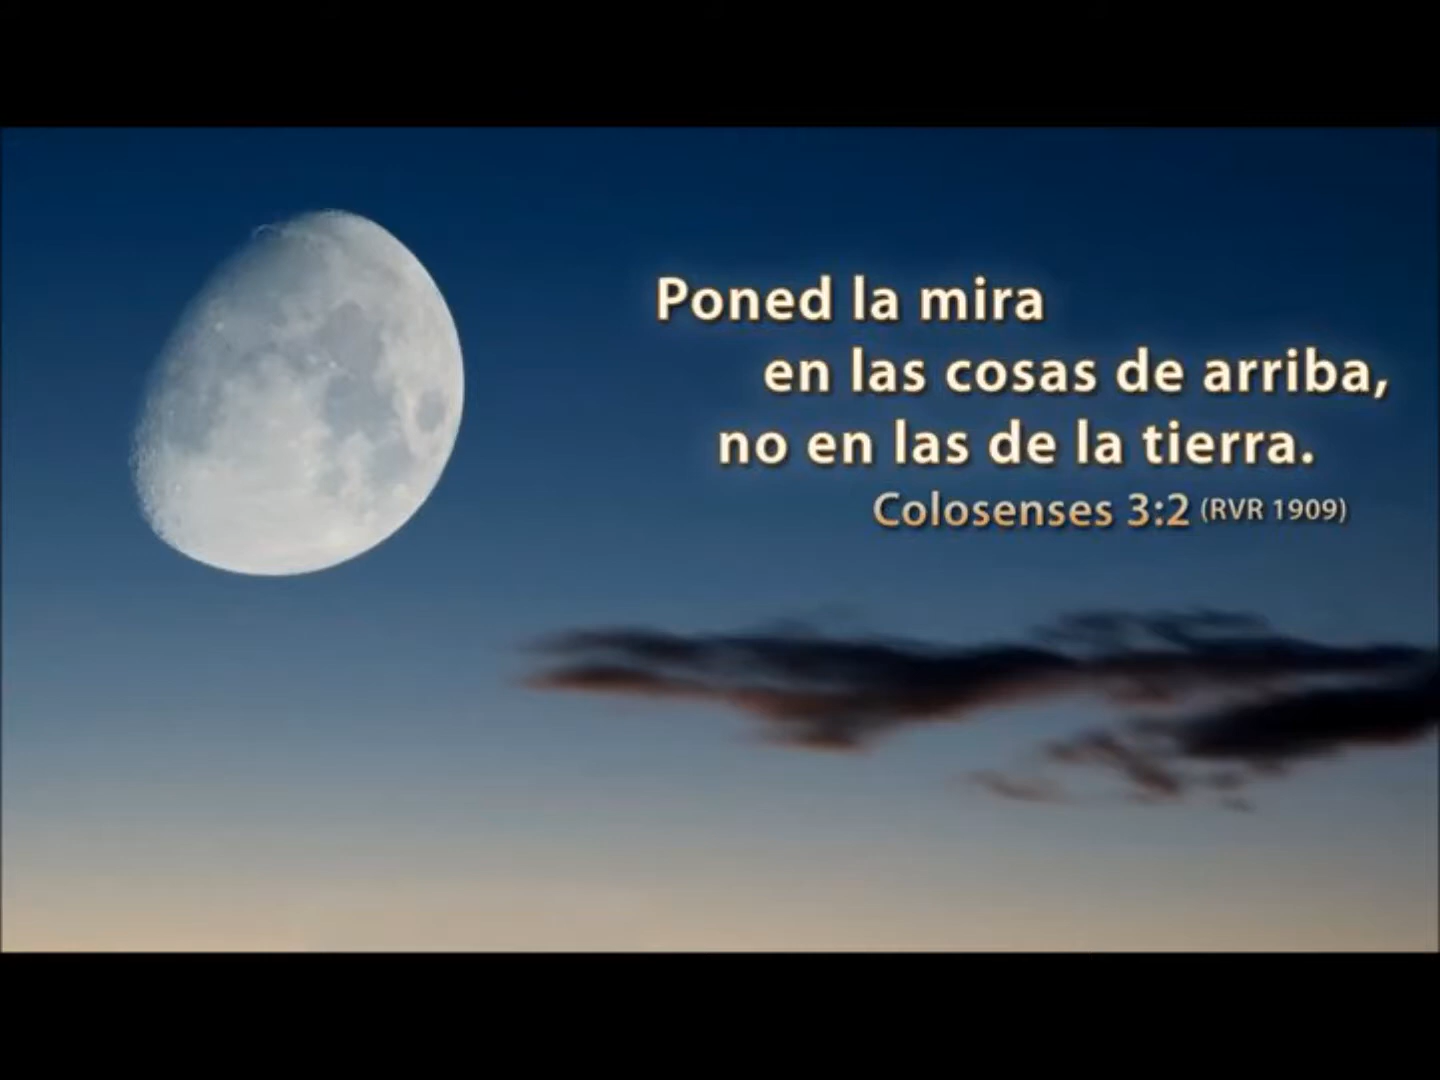 Poned la mira
en las cosas de arriba,
no en las de la tierra.
Colosenses 3:2 (RVR 1909)